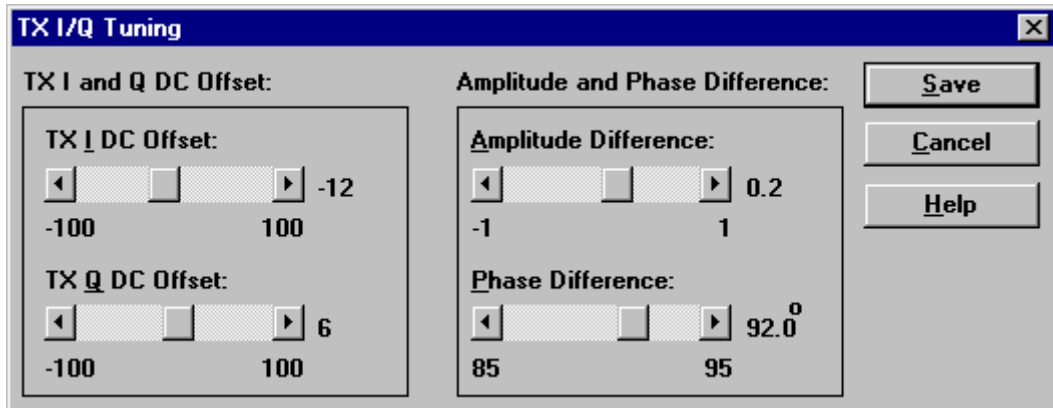 TX I/Q Tuning
TX I and Q DC Offset:
TX I DC Offset:
-12
-100 100
TX Q DC Offset:
6
-100 100
Amplitude and Phase Difference:
Amplitude Difference:
0.2
-1 1
Phase Difference:
92.0°
85 95
Save
Cancel
Help